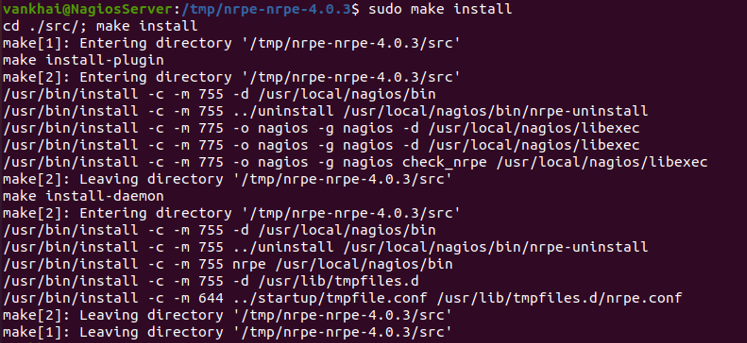 vankhai@NagiosServer:/tmp/nrpe-nrpe-4.0.3$ sudo make install
cd ./src/; make install
make[1]: Entering directory '/tmp/nrpe-nrpe-4.0.3/src'
make install-plugin
make[2]: Entering directory '/tmp/nrpe-nrpe-4.0.3/src'
/usr/bin/install -c -m 755 -d /usr/local/nagios/bin
/usr/bin/install -c -m 755 ../uninstall /usr/local/nagios/bin/nrpe-uninstall
/usr/bin/install -c -m 775 -o nagios -g nagios -d /usr/local/nagios/libexec
/usr/bin/install -c -m 775 -o nagios -g nagios -d /usr/local/nagios/libexec
/usr/bin/install -c -m 775 -o nagios -g nagios check_nrpe /usr/local/nagios/libexec
make[2]: Leaving directory '/tmp/nrpe-nrpe-4.0.3/src'
make install-daemon
make[2]: Entering directory '/tmp/nrpe-nrpe-4.0.3/src'
/usr/bin/install -c -m 755 -d /usr/local/nagios/bin
/usr/bin/install -c -m 755 ../uninstall /usr/local/nagios/bin/nrpe-uninstall
/usr/bin/install -c -m 755 nrpe /usr/local/nagios/bin
/usr/bin/install -c -m 755 -d /usr/lib/tmpfiles.d
/usr/bin/install -c -m 644 ../startup/tmpfile.conf /usr/lib/tmpfiles.d/nrpe.conf
make[2]: Leaving directory '/tmp/nrpe-nrpe-4.0.3/src'
make[1]: Leaving directory '/tmp/nrpe-nrpe-4.0.3/src'